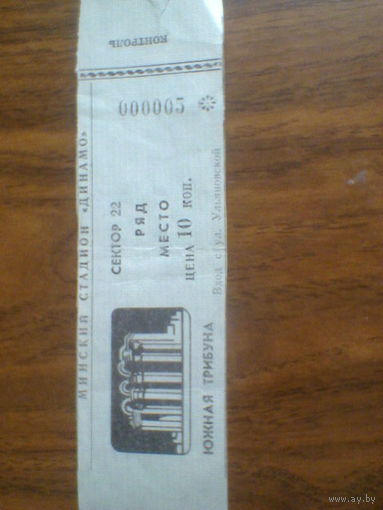 КОНТРОЛЬ
000005
МИНСКИЙ СТАДИОН «ДИНАМО»
СЕКТОР 22
РЯД
МЕСТО
ЦЕНА 10 КОП.
Вход с ул. Ульяновской
ЮЖНАЯ ТРИБУНА
www.ay.by